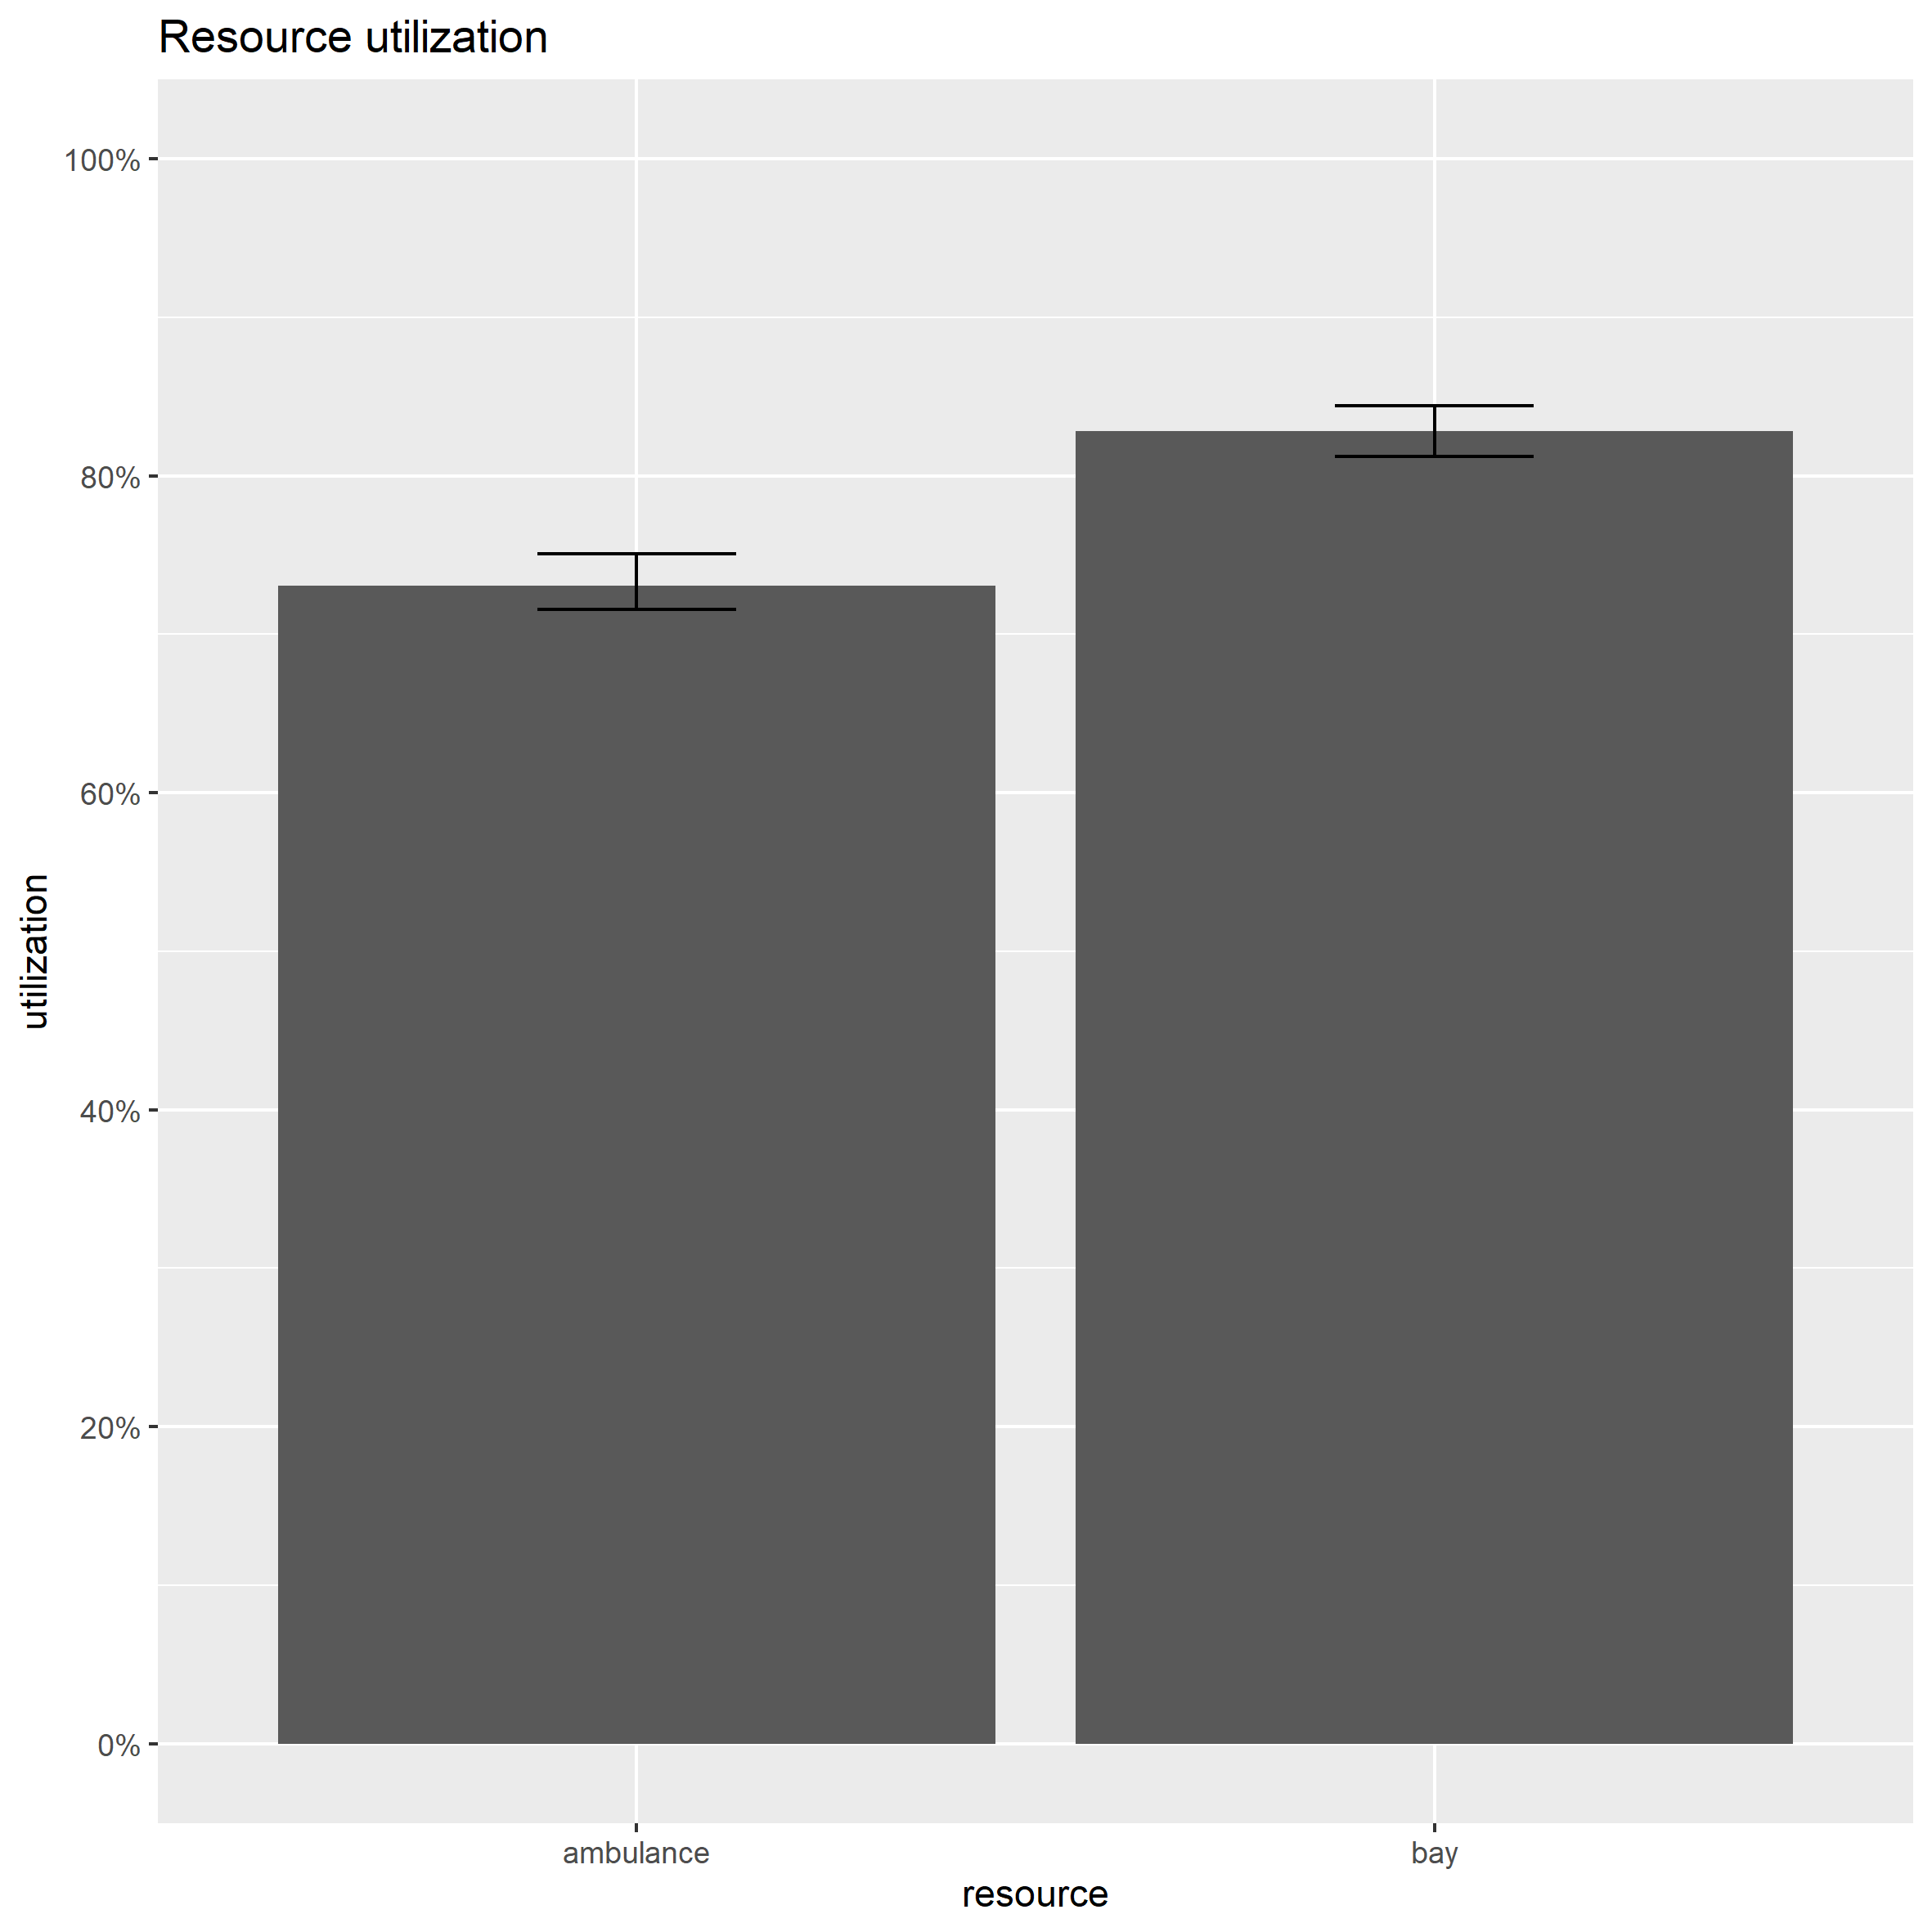 Resource utilization
100%
80%
60%
40%
20%
0%
utilization
ambulance
bay
resource